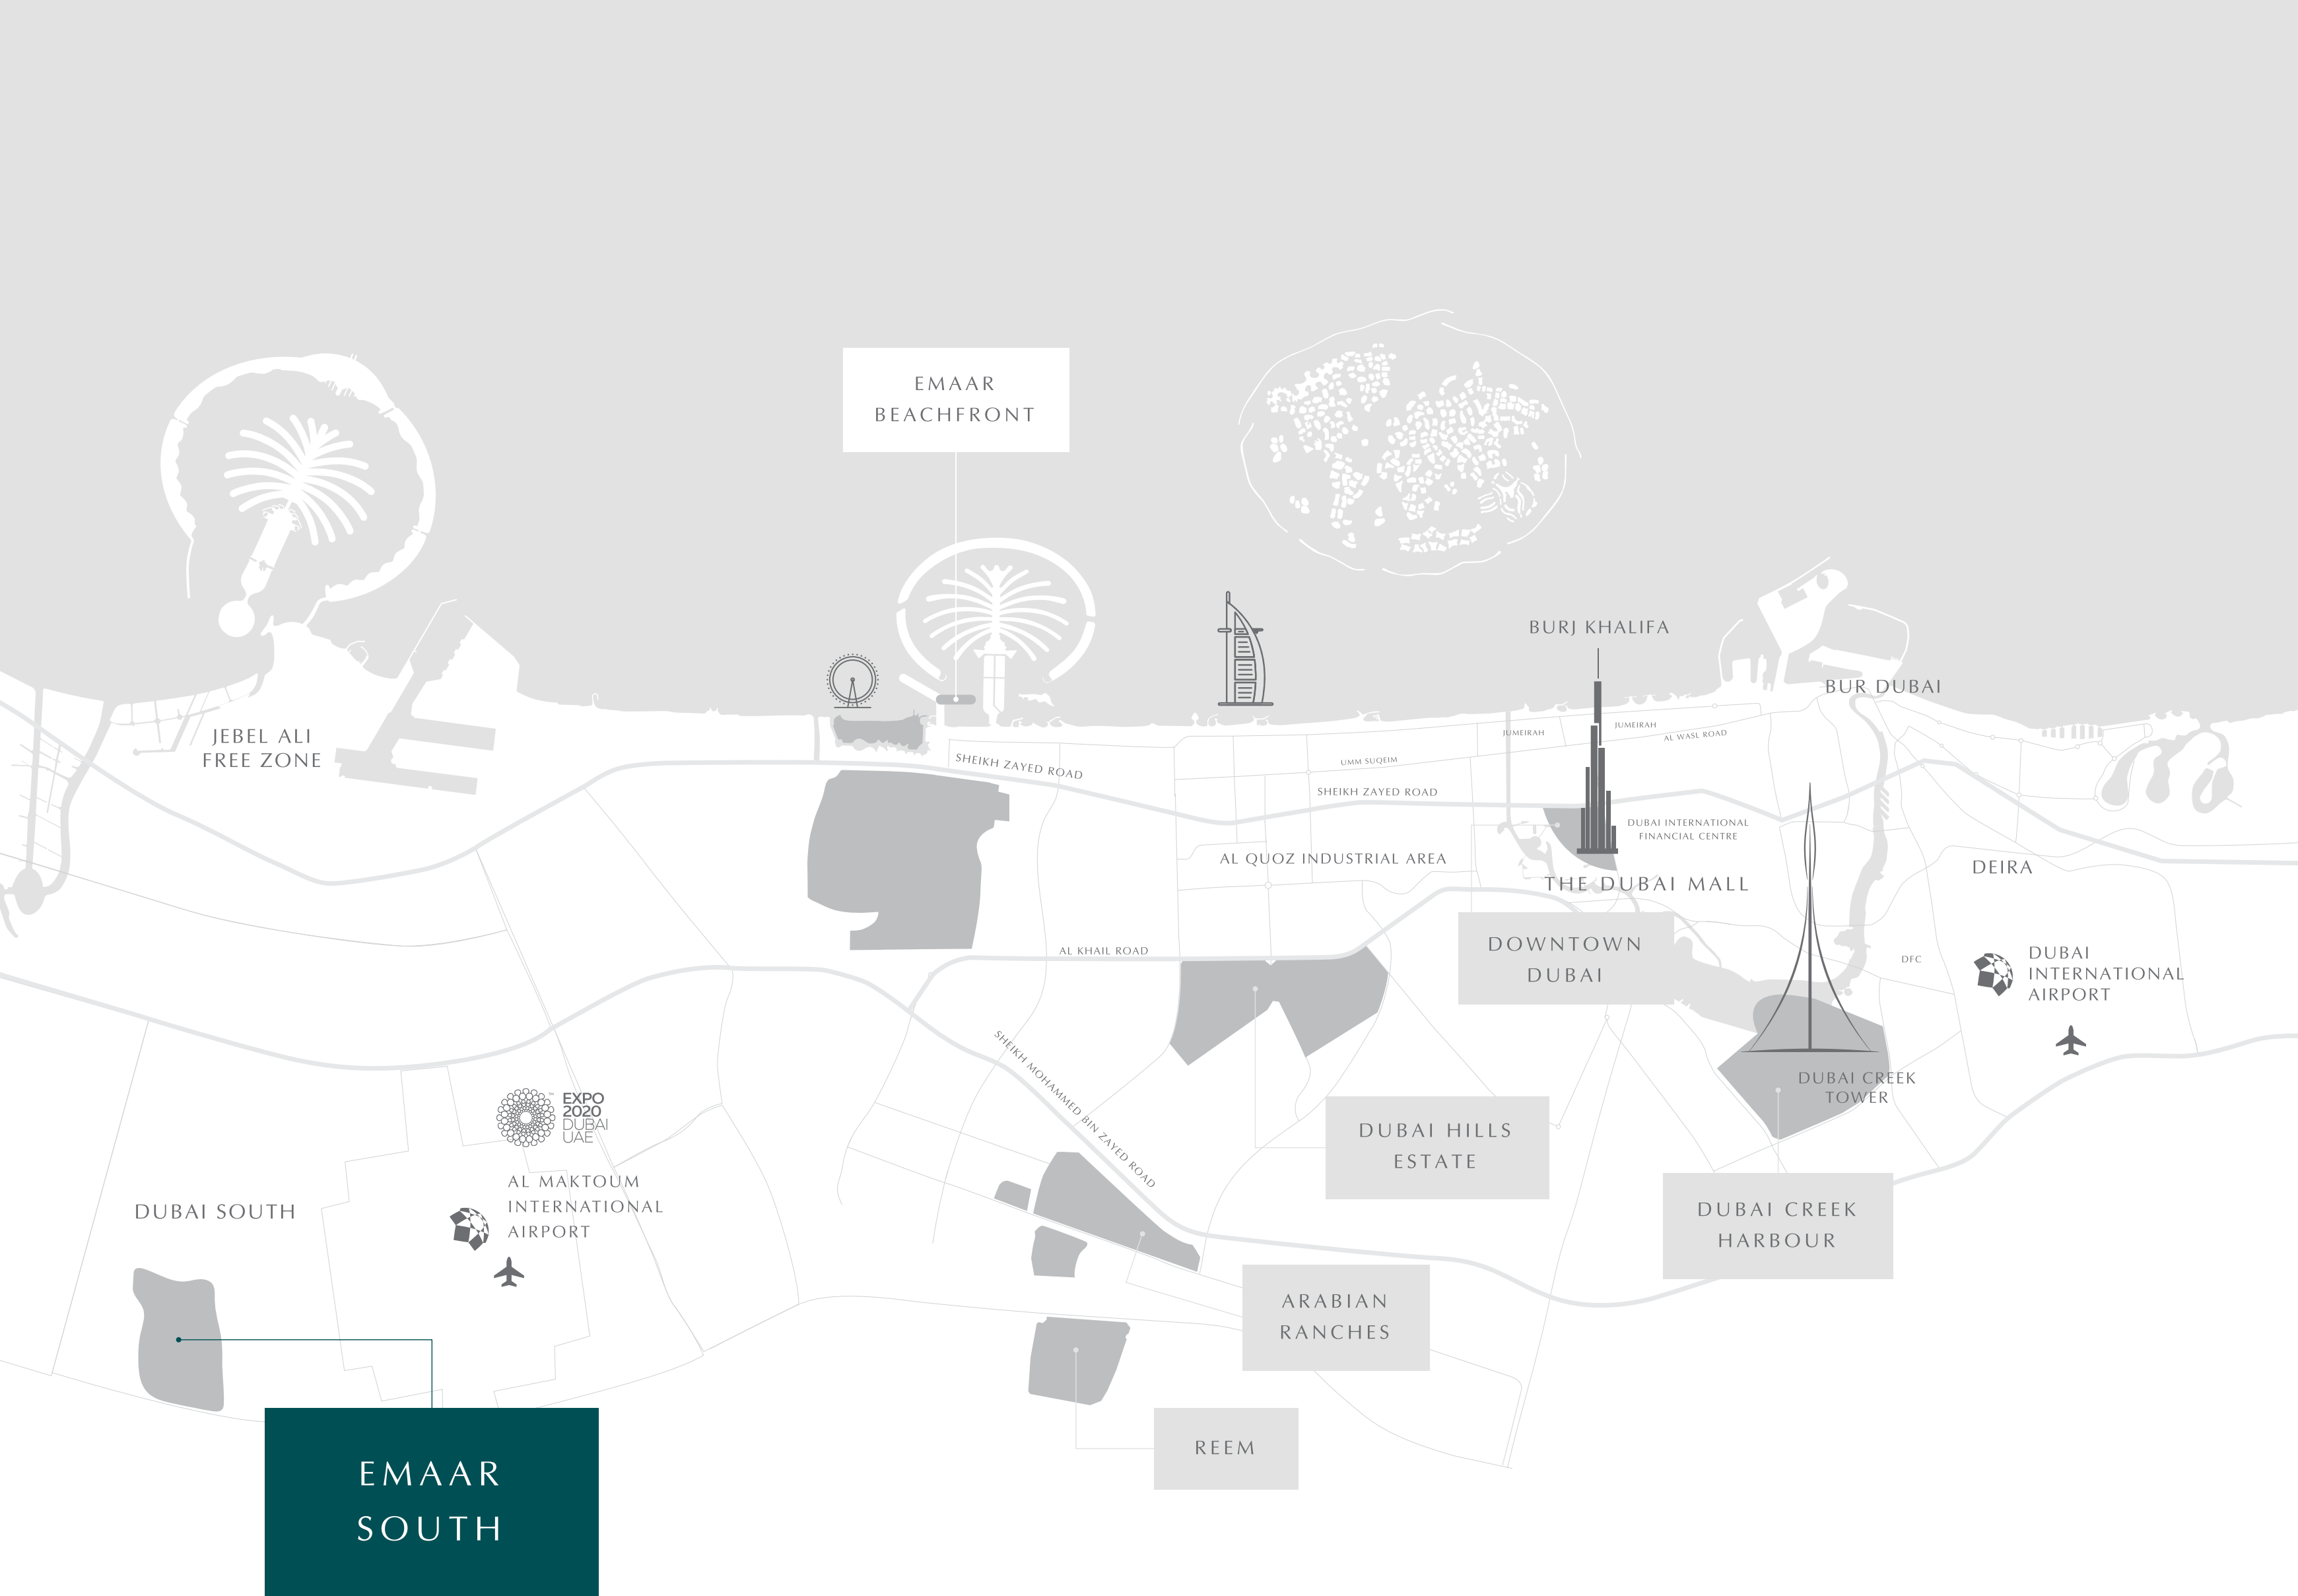 EMAAR
BEACHFRONT
BURJ KHALIFA
BUR DUBAI
JEBEL ALI
FREE ZONE
SHEIKH ZAYED ROAD
UMM SUQEIM
JUMEIRAH
JUMEIRAH
AL WASL ROAD
SHEIKH ZAYED ROAD
DUBAI INTERNATIONAL
FINANCIAL CENTRE
AL QUOZ INDUSTRIAL AREA
THE DUBAI MALL
DEIRA
DOWNTOWN
DUBAI
AL KHAIL ROAD
DFC
DUBAI
INTERNATIONAL
AIRPORT
SHEIKH MOHAMMED BIN ZAYED ROAD
DUBAI CREEK
TOWER
EXPO
2020
DUBAI
UAE
TM
DUBAI HILLS
ESTATE
AL MAKTOUM
INTERNATIONAL
AIRPORT
DUBAI SOUTH
DUBAI CREEK
HARBOUR
ARABIAN
RANCHES
REEM
EMAAR
SOUTH